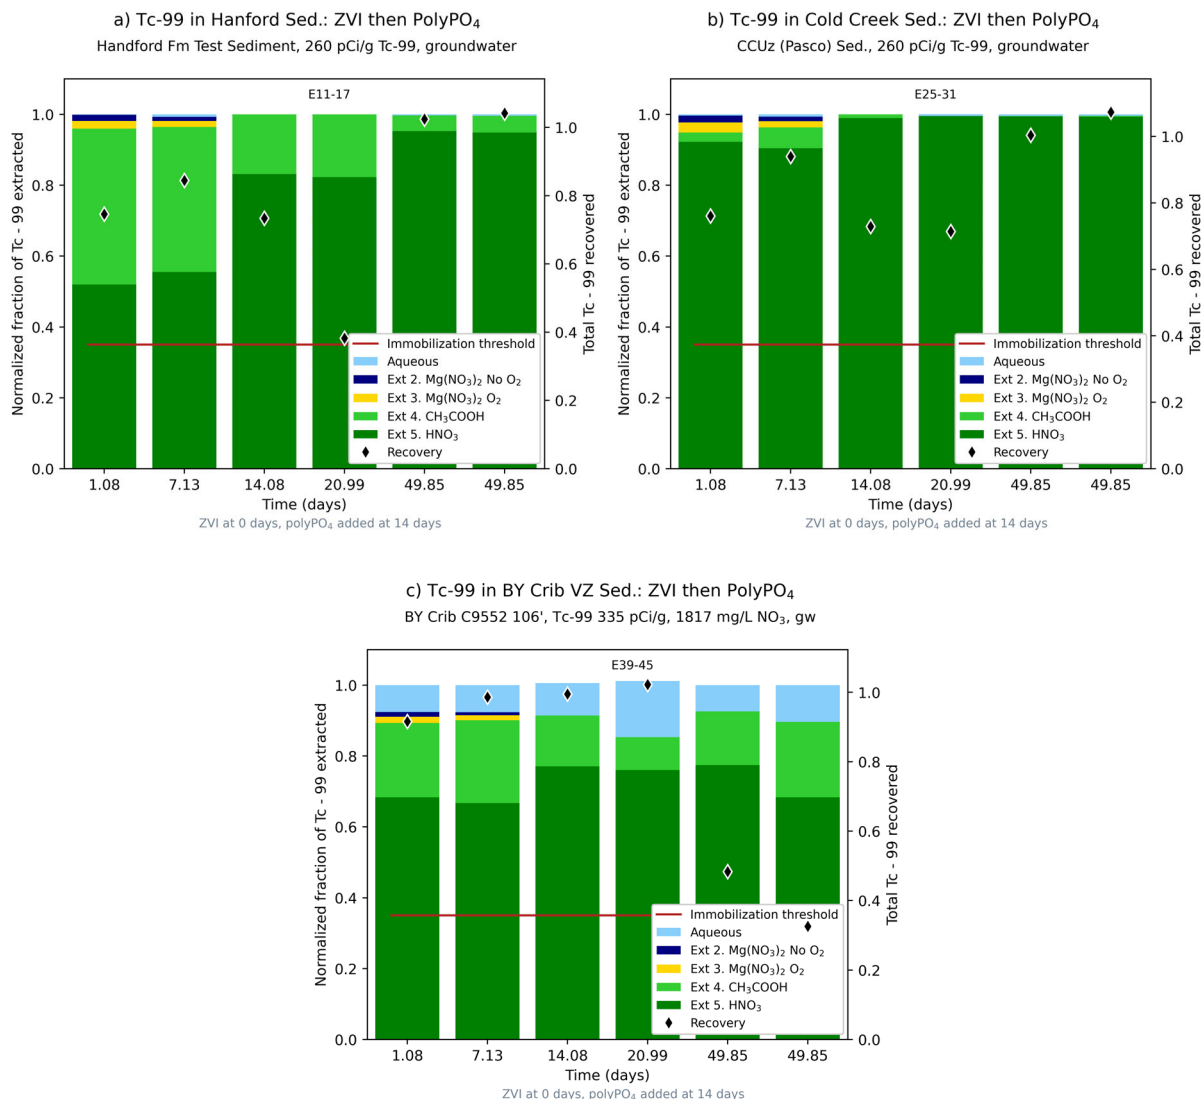 a) Tc-99 in Hanford Sed.: ZVI then PolyPO₄
Handford Fm Test Sediment, 260 pCi/g Tc-99, groundwater
E11-17
Normalized fraction of Tc - 99 extracted
1.0
0.8
0.6
0.4
0.2
0.0
Total Tc - 99 recovered
1.0
0.8
0.6
0.4
0.2
0.0
Immobilization threshold
Aqueous
Ext 2. Mg(NO₃)₂ No O₂
Ext 3. Mg(NO₃)₂ O₂
Ext 4. CH₃COOH
Ext 5. HNO₃
Recovery
1.08 7.13 14.08 20.99 49.85 49.85
Time (days)
ZVI at 0 days, polyPO₄ added at 14 days
b) Tc-99 in Cold Creek Sed.: ZVI then PolyPO₄
CCUz (Pasco) Sed., 260 pCi/g Tc-99, groundwater
E25-31
Normalized fraction of Tc - 99 extracted
1.0
0.8
0.6
0.4
0.2
0.0
Total Tc - 99 recovered
1.0
0.8
0.6
0.4
0.2
0.0
Immobilization threshold
Aqueous
Ext 2. Mg(NO₃)₂ No O₂
Ext 3. Mg(NO₃)₂ O₂
Ext 4. CH₃COOH
Ext 5. HNO₃
Recovery
1.08 7.13 14.08 20.99 49.85 49.85
Time (days)
ZVI at 0 days, polyPO₄ added at 14 days
c) Tc-99 in BY Crib VZ Sed.: ZVI then PolyPO₄
BY Crib C9552 106', Tc-99 335 pCi/g, 1817 mg/L NO₃, gw
E39-45
Normalized fraction of Tc - 99 extracted
1.0
0.8
0.6
0.4
0.2
0.0
Total Tc - 99 recovered
1.0
0.8
0.6
0.4
0.2
0.0
Immobilization threshold
Aqueous
Ext 2. Mg(NO₃)₂ No O₂
Ext 3. Mg(NO₃)₂ O₂
Ext 4. CH₃COOH
Ext 5. HNO₃
Recovery
1.08 7.13 14.08 20.99 49.85 49.85
Time (days)
ZVI at 0 days, polyPO₄ added at 14 days